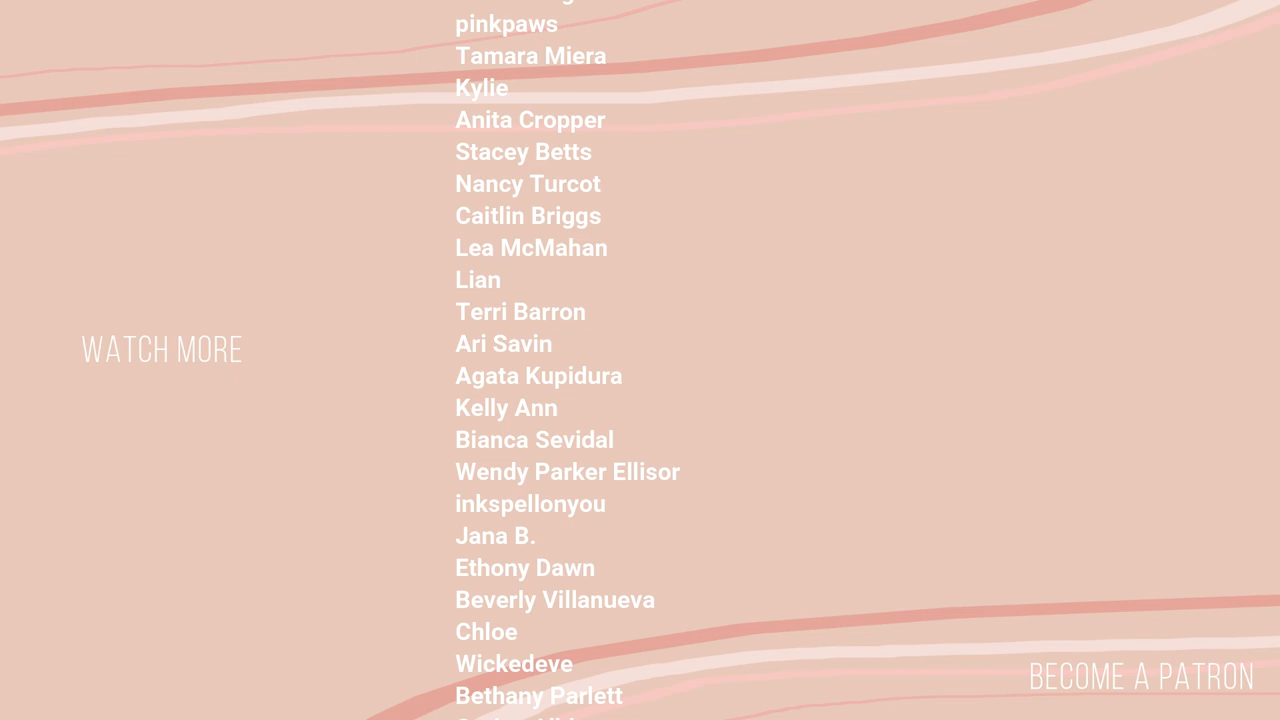 pinkpaws
Tamara Miera
Kylie
Anita Cropper
Stacey Betts
Nancy Turcot
Caitlin Briggs
Lea McMahan
Lian
Terri Barron
Ari Savin
WATCH MORE
Agata Kupidura
Kelly Ann
Bianca Sevidal
Wendy Parker Ellisor
inkspellonyou
Jana B.
Ethony Dawn
Beverly Villanueva
Chloe
Wickedeve
Bethany Parlett
BECOME A PATRON